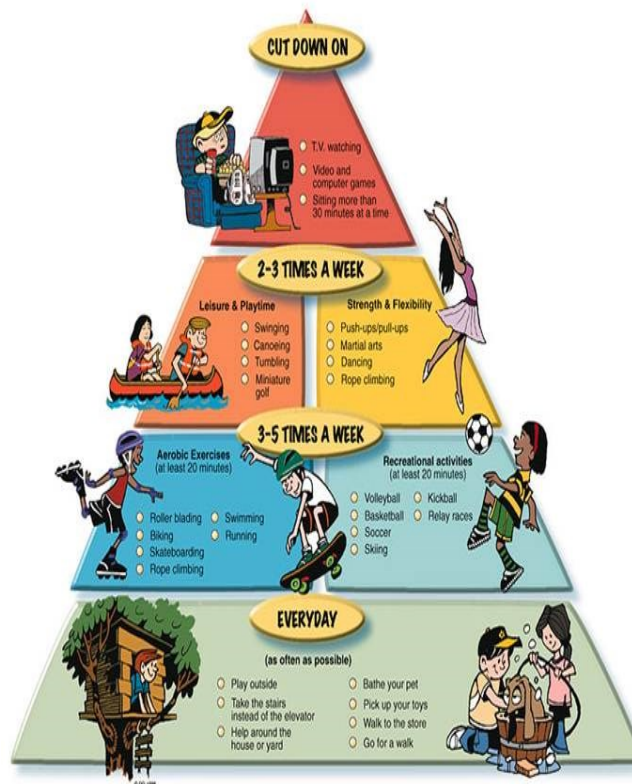 CUT DOWN ON
T.V. watching
Video and
computer games
Sitting more than
30 minutes at a time
2-3 TIMES A WEEK
Leisure & Playtime
Swinging
Canoeing
Tumbling
Miniature
golf
Strength & Flexibility
Push-ups/pull-ups
Martial arts
Dancing
Rope climbing
3-5 TIMES A WEEK
Aerobic Exercises
(at least 20 minutes)
Roller blading
Biking
Skateboarding
Rope climbing
Swimming
Running
Recreational activities
(at least 20 minutes)
Volleyball
Basketball
Soccer
Skiing
Kickball
Relay races
EVERYDAY
(as often as possible)
Play outside
Take the stairs
instead of the elevator
Help around the
house or yard
Bathe your pet
Pick up your toys
Walk to the store
Go for a walk